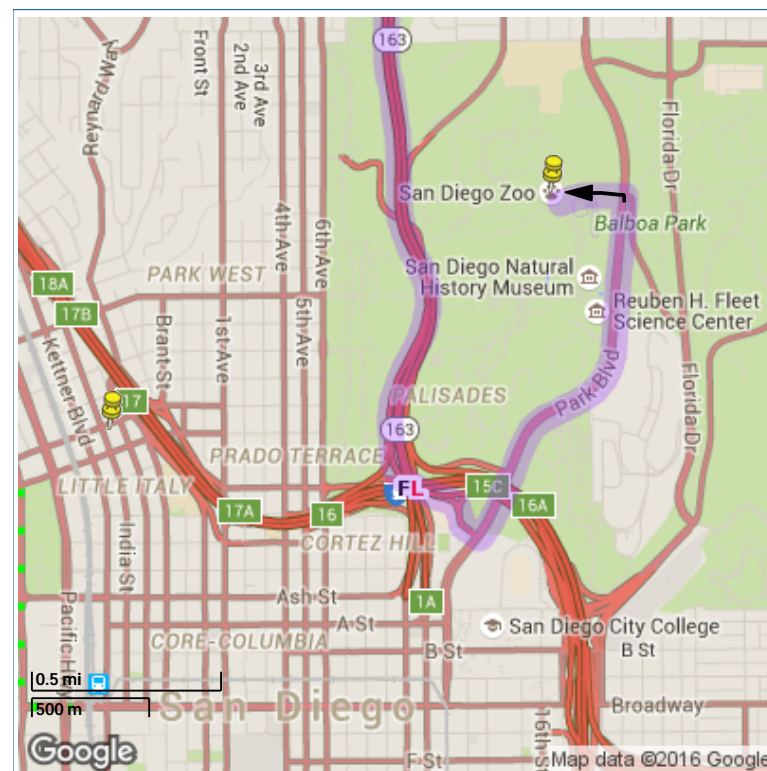 163
Reynard Way
Front St
2nd Ave
3rd Ave
Florida Dr
San Diego Zoo
4th Ave
6th Ave
Balboa Park
PARK WEST
San Diego Natural
History Museum
18A
17B
5th Ave
Reuben H. Fleet
Science Center
Brant St
1st Ave
Kettner Blvd
17
PALISADES
Park Blvd
Florida Dr
163
PRADO TERRACE
LITTLE ITALY
FL
15C
16A
17A
16
India St
CORTEZ HILL
Ash St
1A
Pacific H
A St
San Diego City College
CORE-COLUMBIA
B St
B St
0.5 mi
500 m
San Diego
Broadway
16th S
F St
Google
Map data ©2016 Google